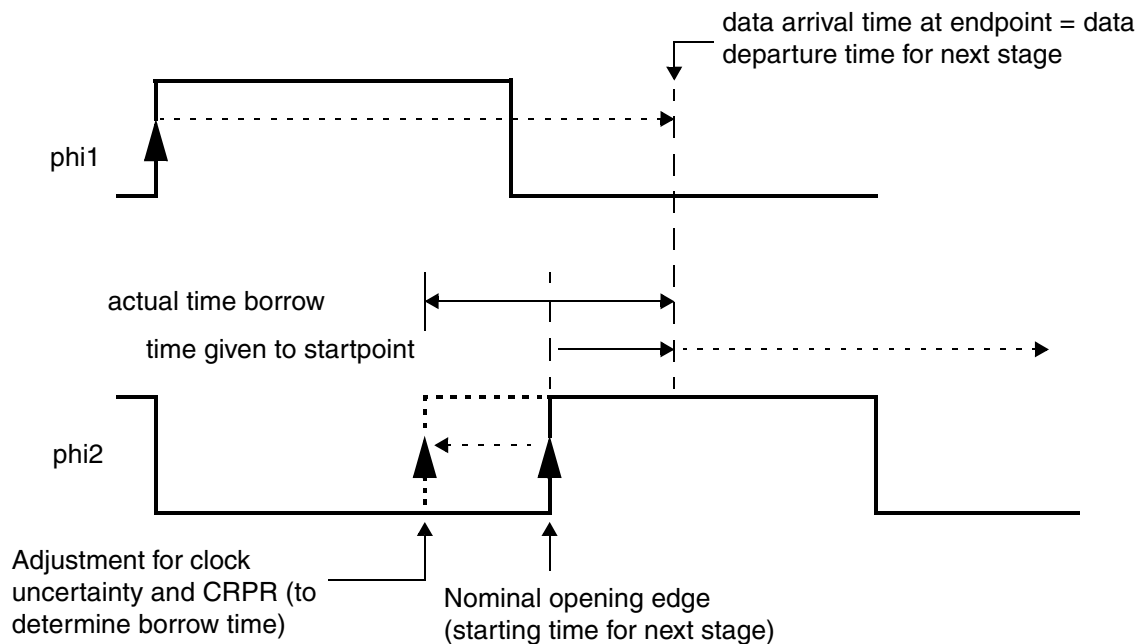 data arrival time at endpoint = data
departure time for next stage
phi1
actual time borrow
time given to startpoint
phi2
Adjustment for clock
uncertainty and CRPR (to
determine borrow time)
Nominal opening edge
(starting time for next stage)